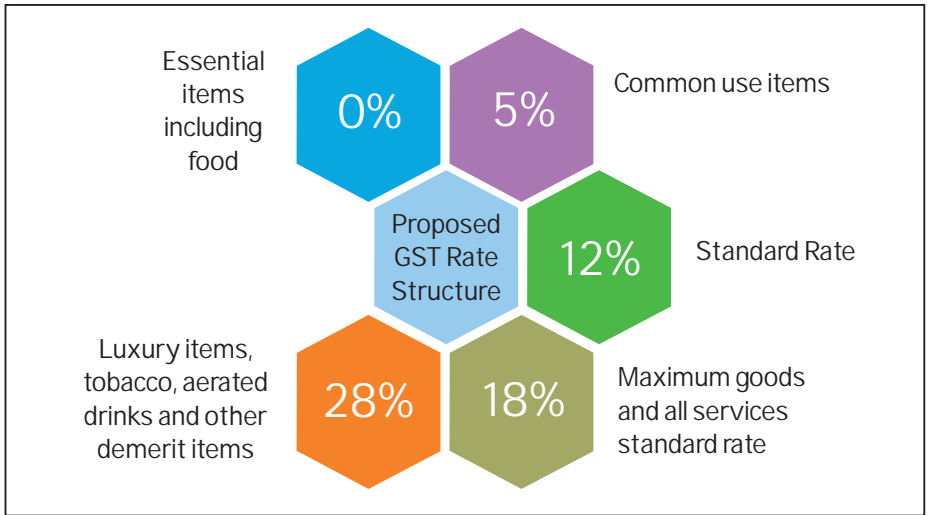 Essential
items
including
food
0%
5%
Common use items
Proposed
GST Rate
Structure
12%
Standard Rate
Luxury items,
tobacco, aerated
drinks and other
demerit items
28%
18%
Maximum goods
and all services
standard rate